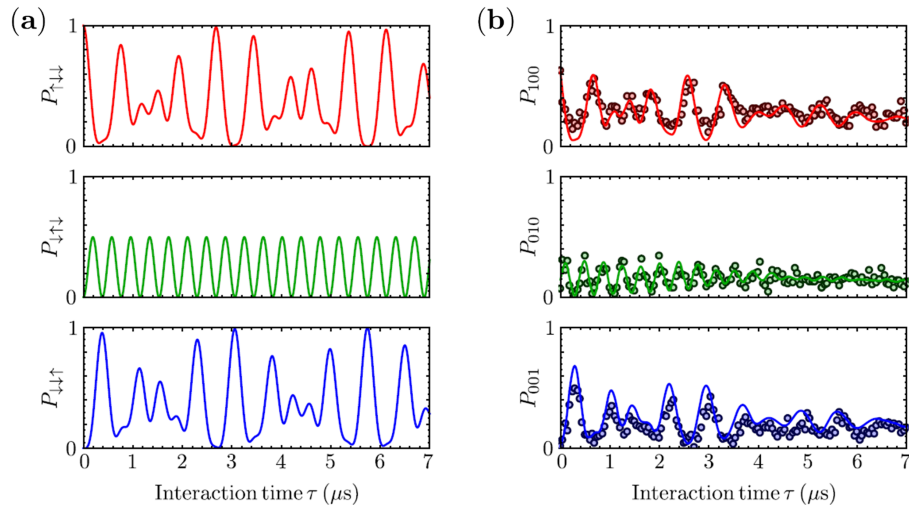 (a)
(b)
1
P↑↓↓
0
1
P100
0
1
P↓↑↓
0
1
P010
0
1
P↓↓↑
0
0 1 2 3 4 5 6 7
Interaction time τ (μs)
1
P001
0
0 1 2 3 4 5 6 7
Interaction time τ (μs)